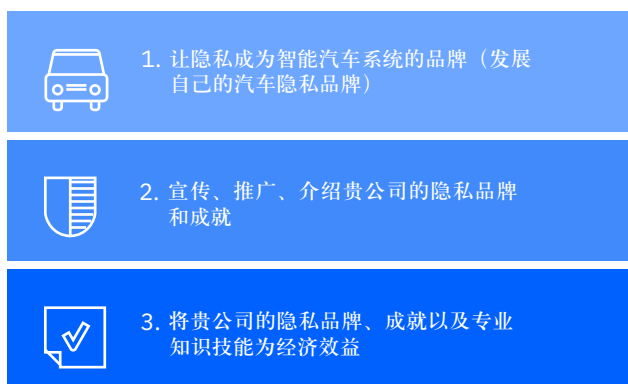 1. 让隐私成为智能汽车系统的品牌（发展
自己的汽车隐私品牌）
2. 宣传、推广、介绍贵公司的隐私品牌
和成就
3. 将贵公司的隐私品牌、成就以及专业
知识技能为经济效益